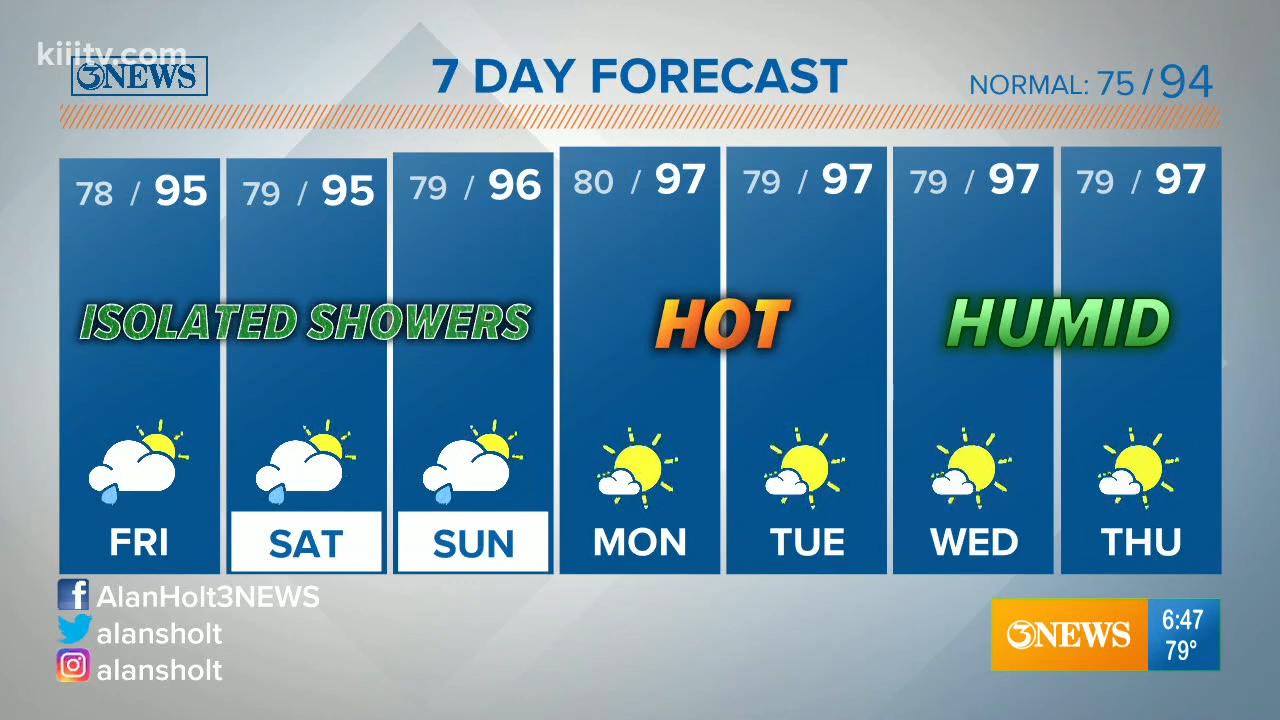 kiiitv.com
3NEWS
7 DAY FORECAST
NORMAL: 75 / 94
78 / 95
79 / 95
79 / 96
80 / 97
79 / 97
79 / 97
79 / 97
ISOLATED SHOWERS
HOT
HUMID
FRI
SAT
SUN
MON
TUE
WED
THU
f AlanHolt3NEWS
alansholt
alansholt
3NEWS
6:47
79°